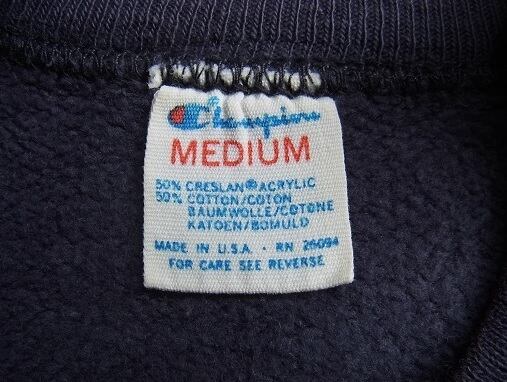 Champion
MEDIUM
50% CRESLAN® ACRYLIC
50% COTTON/COTON
BAUMWOLLE/COTONE
KATOEN/BOMULD
MADE IN U.S.A. · RN 26094
FOR CARE SEE REVERSE